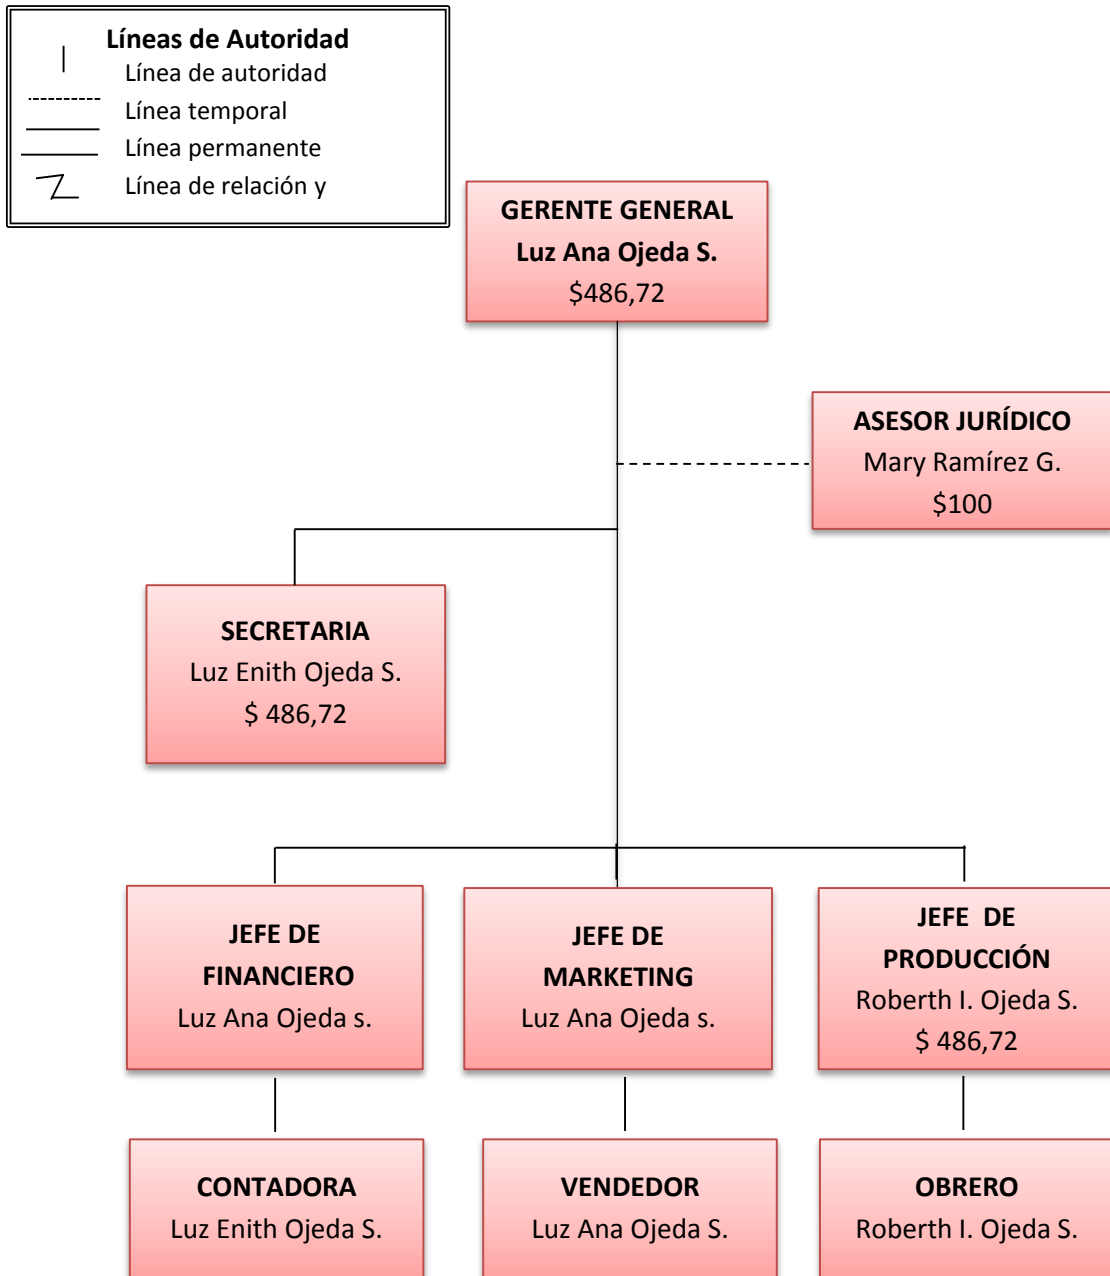 Líneas de Autoridad
Línea de autoridad
Línea temporal
Línea permanente
Línea de relación y
GERENTE GENERAL
Luz Ana Ojeda S.
$486,72
ASESOR JURÍDICO
Mary Ramírez G.
$100
SECRETARIA
Luz Enith Ojeda S.
$ 486,72
JEFE DE
FINANCIERO
Luz Ana Ojeda s.
JEFE DE
MARKETING
Luz Ana Ojeda s.
JEFE DE
PRODUCCIÓN
Roberth I. Ojeda S.
$ 486,72
CONTADORA
Luz Enith Ojeda S.
VENDEDOR
Luz Ana Ojeda S.
OBRERO
Roberth I. Ojeda S.